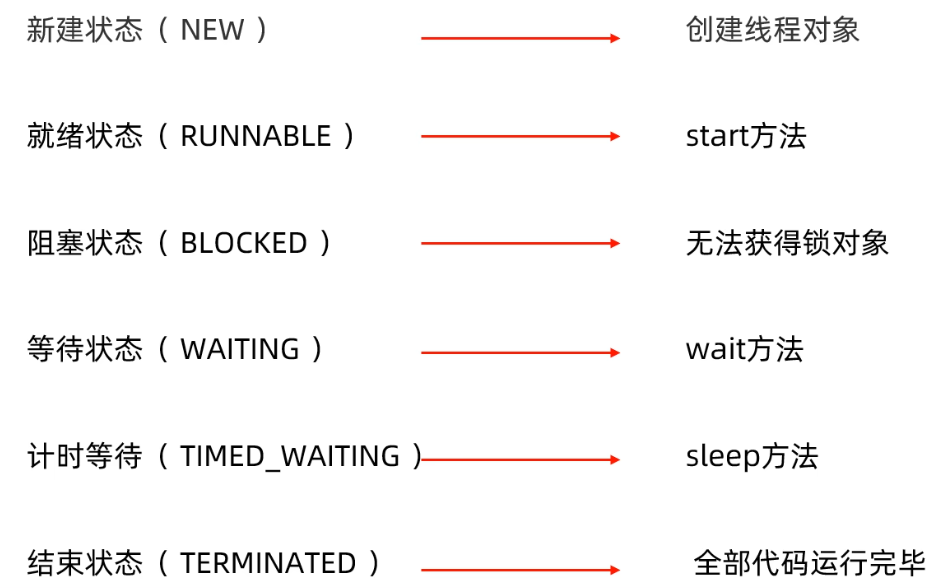 新建状态（ NEW ） 创建线程对象
就绪状态（ RUNNABLE ） start方法
阻塞状态（ BLOCKED ） 无法获得锁对象
等待状态（ WAITING ） wait方法
计时等待（ TIMED_WAITING ） sleep方法
结束状态（ TERMINATED ） 全部代码运行完毕